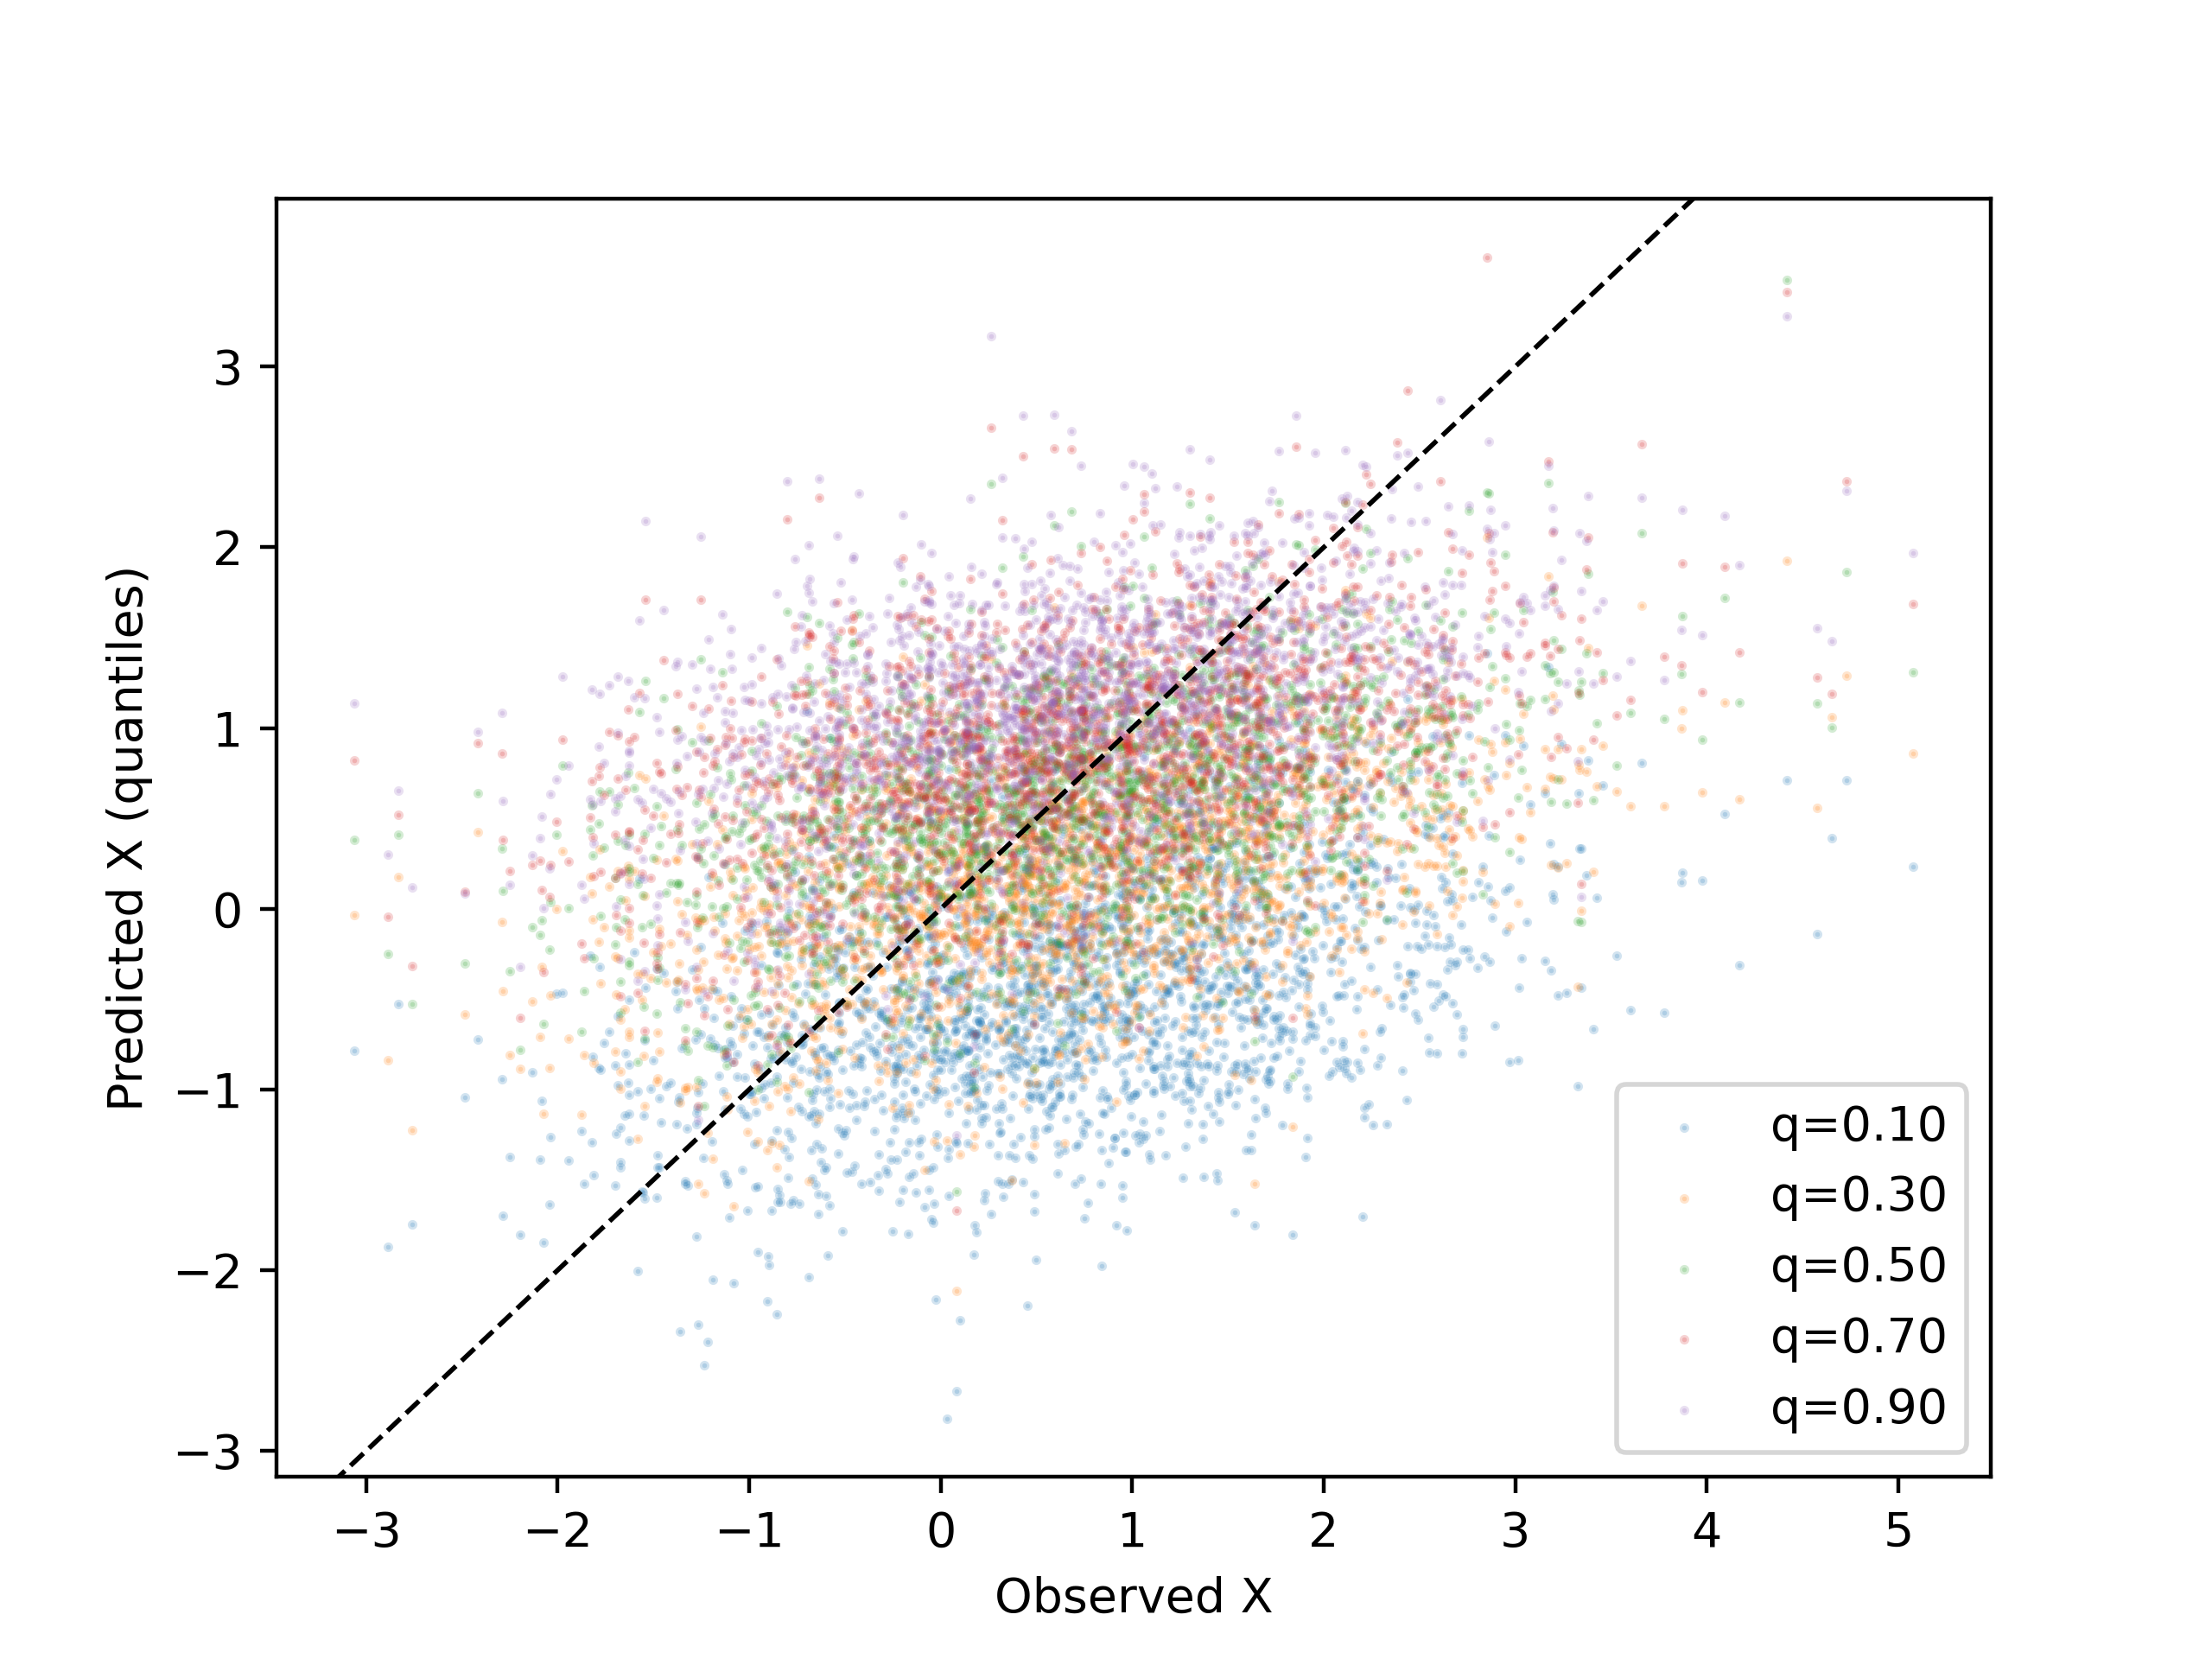 3
2
1
0
−1
−2
−3
Predicted X (quantiles)
q=0.10
q=0.30
q=0.50
q=0.70
q=0.90
−3 −2 −1 0 1 2 3 4 5
Observed X